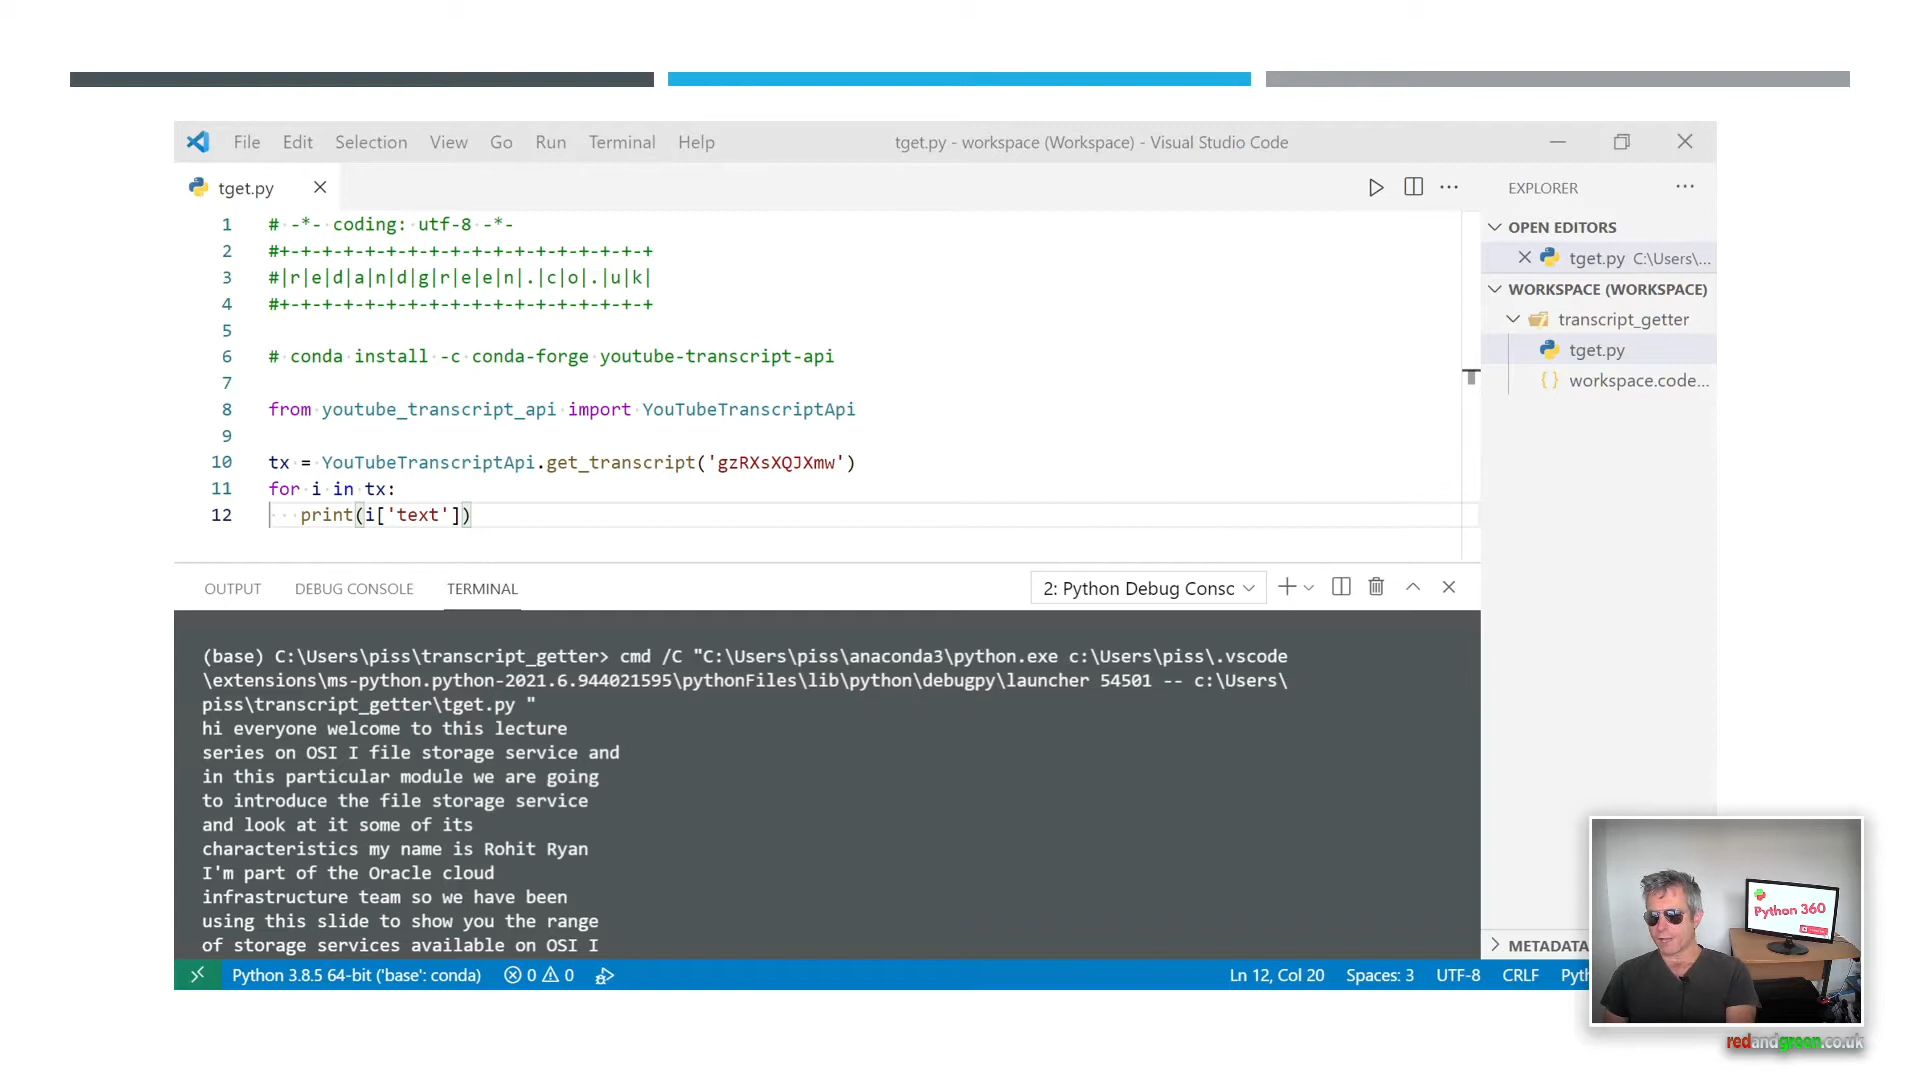 File Edit Selection View Go Run Terminal Help
tget.py - workspace (Workspace) - Visual Studio Code
tget.py
EXPLORER
1 # -*- coding: utf-8 -*-
2 #+-+-+-+-+-+-+-+-+-+-+-+-+-+-+-+-+-+
3 #|r|e|d|a|n|d|g|r|e|e|n|.|c|o|.|u|k|
4 #+-+-+-+-+-+-+-+-+-+-+-+-+-+-+-+-+-+
5
6 # conda install -c conda-forge youtube-transcript-api
7
8 from youtube_transcript_api import YouTubeTranscriptApi
9
10 tx = YouTubeTranscriptApi.get_transcript('gzRXsXQJXmw')
11 for i in tx:
12 print(i['text'])
OPEN EDITORS
tget.py C:\Users\...
WORKSPACE (WORKSPACE)
transcript_getter
tget.py
{} workspace.code...
OUTPUT DEBUG CONSOLE TERMINAL
2: Python Debug Consc
(base) C:\Users\piss\transcript_getter> cmd /C "C:\Users\piss\anaconda3\python.exe c:\Users\piss\.vscode
\extensions\ms-python.python-2021.6.944021595\pythonFiles\lib\python\debugpy\launcher 54501 -- c:\Users\
piss\transcript_getter\tget.py "
hi everyone welcome to this lecture
series on OSI I file storage service and
in this particular module we are going
to introduce the file storage service
and look at it some of its
characteristics my name is Rohit Ryan
I'm part of the Oracle cloud
infrastructure team so we have been
using this slide to show you the range
of storage services available on OSI I
METADATA
Python 360
Python 3.8.5 64-bit ('base': conda) 0 0
Ln 12, Col 20 Spaces: 3 UTF-8 CRLF Pyth
redandgreen.co.uk